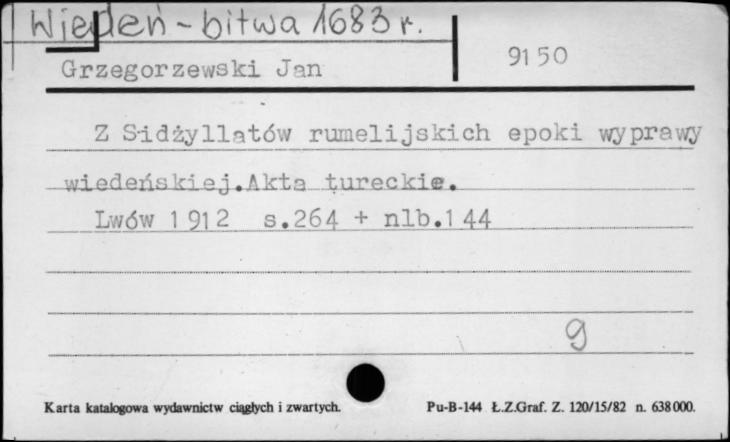 Wiedeń - bitwa 1683 r.
Grzegorzewski Jan
9150
Z Sidżyllatów rumelijskich epoki wyprawy
wiedeńskiej.Akta tureckie.
Lwów 1912 s.264 + nlb.144
g
Karta katalogowa wydawnictw ciągłych i zwartych.
Pu-B-144 Ł.Z.Graf. Z. 120/15/82 n. 638000.